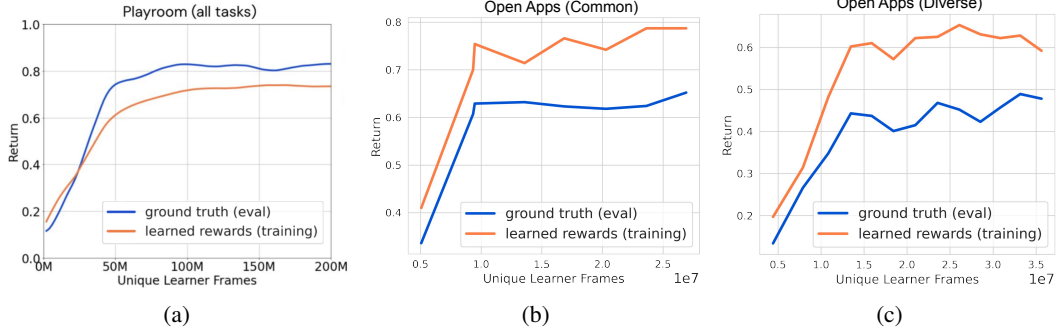 Playroom (all tasks)
Return
1.0
0.8
0.6
0.4
0.2
0.0
ground truth (eval)
learned rewards (training)
0M 50M 100M 150M 200M
Unique Learner Frames
(a)
Open Apps (Common)
Return
0.8
0.7
0.6
0.5
0.4
ground truth (eval)
learned rewards (training)
0.5 1.0 1.5 2.0 2.5
1e7
Unique Learner Frames
(b)
Open Apps (Diverse)
Return
0.6
0.5
0.4
0.3
0.2
ground truth (eval)
learned rewards (training)
0.5 1.0 1.5 2.0 2.5 3.0 3.5
1e7
Unique Learner Frames
(c)